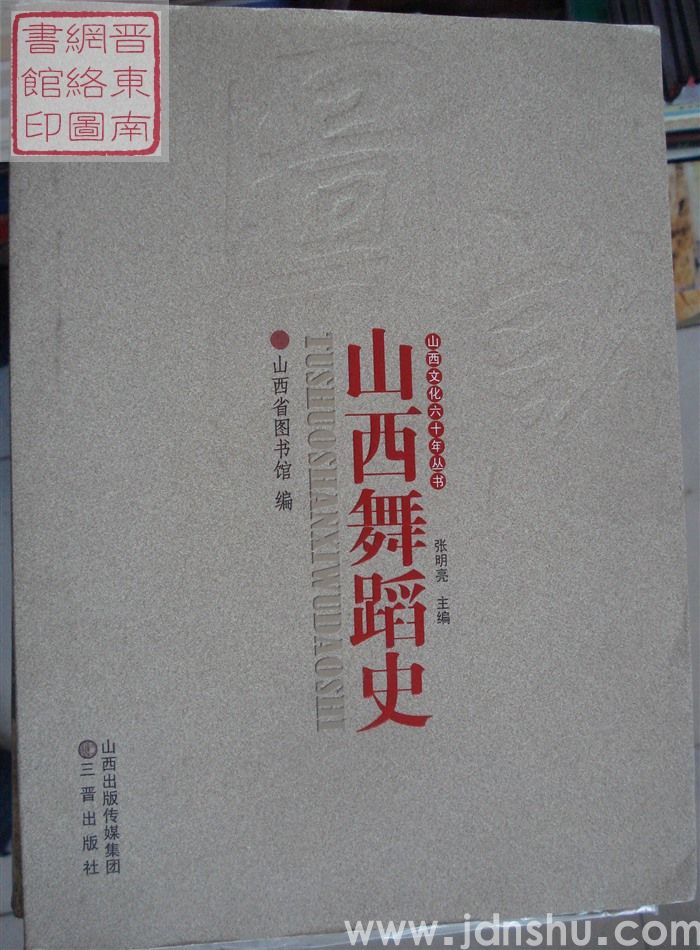 晋東南
網絡圖
書館印
山西文化六十年丛书
张明亮 主编
山西舞蹈史
TUSHUOSHANXIWUDAOSHI
山西省图书馆 编
山西出版传媒集团
三晋出版社
www.jdnshu.com